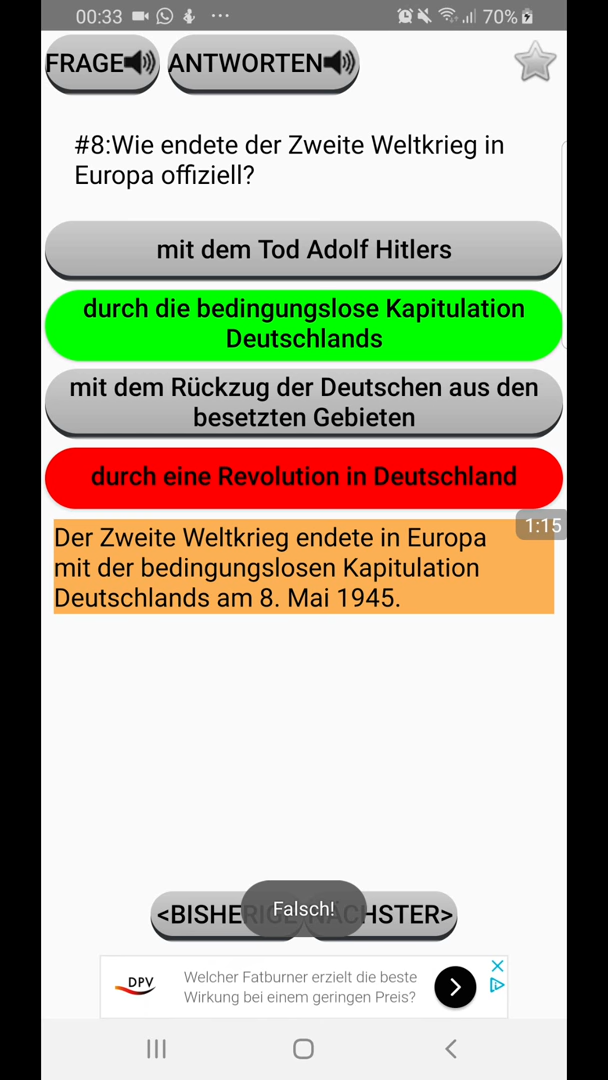 00:33
70%
FRAGE
ANTWORTEN
#8:Wie endete der Zweite Weltkrieg in
Europa offiziell?
mit dem Tod Adolf Hitlers
durch die bedingungslose Kapitulation
Deutschlands
mit dem Rückzug der Deutschen aus den
besetzten Gebieten
durch eine Revolution in Deutschland
1:15
Der Zweite Weltkrieg endete in Europa
mit der bedingungslosen Kapitulation
Deutschlands am 8. Mai 1945.
<BISHERIGE NÄCHSTER>
Falsch!
DPV
Welcher Fatburner erzielt die beste
Wirkung bei einem geringen Preis?